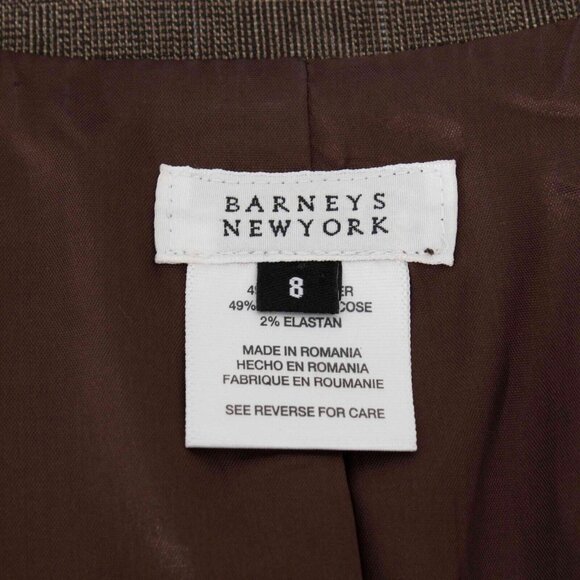 BARNEYS
NEWYORK
8
49%
2% ELASTAN
MADE IN ROMANIA
HECHO EN ROMANIA
FABRIQUE EN ROUMANIE
SEE REVERSE FOR CARE